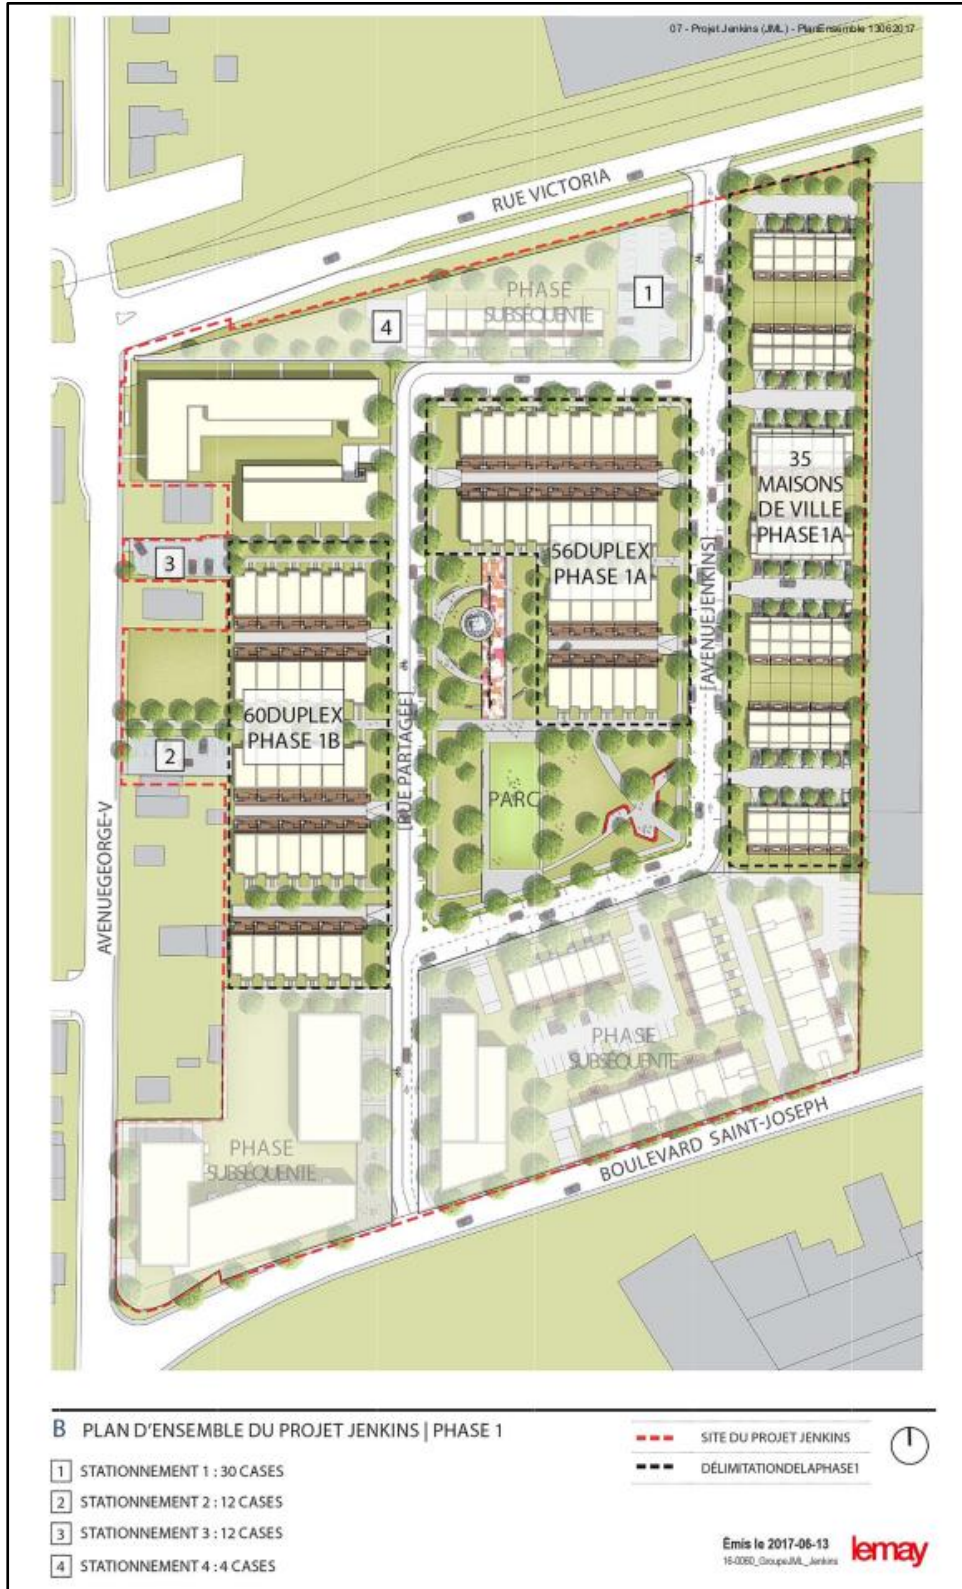 07 - Projet Jenkins (JML) - PlanEnsemble 13062017
RUE VICTORIA
PHASE
SUBSÉQUENTE
1
4
35
MAISONS
DE VILLE
PHASE1A
56DUPLEX
PHASE 1A
3
[AVENUEJENKINS]
60DUPLEX
PHASE 1B
[RUE PARTAGÉE]
2
PARC
AVENUEGEORGE-V
PHASE
SUBSÉQUENTE
PHASE
SUBSÉQUENTE
BOULEVARD SAINT-JOSEPH
B PLAN D'ENSEMBLE DU PROJET JENKINS | PHASE 1
1 STATIONNEMENT 1 : 30 CASES
2 STATIONNEMENT 2 : 12 CASES
3 STATIONNEMENT 3 : 12 CASES
4 STATIONNEMENT 4 : 4 CASES
SITE DU PROJET JENKINS
DÉLIMITATIONDELAPHASE1
Émis le 2017-06-13
16-0060_GroupeJML_Jenkins
lemay